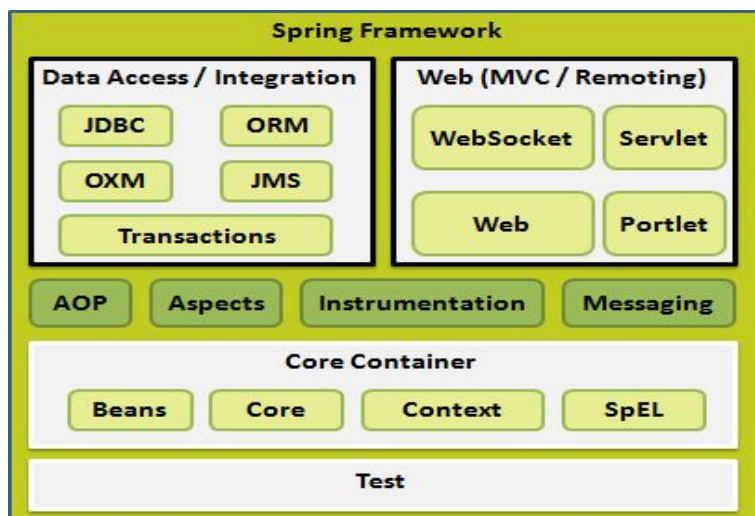 Spring Framework
Data Access / Integration
JDBC
ORM
OXM
JMS
Transactions
Web (MVC / Remoting)
WebSocket
Servlet
Web
Portlet
AOP
Aspects
Instrumentation
Messaging
Core Container
Beans
Core
Context
SpEL
Test